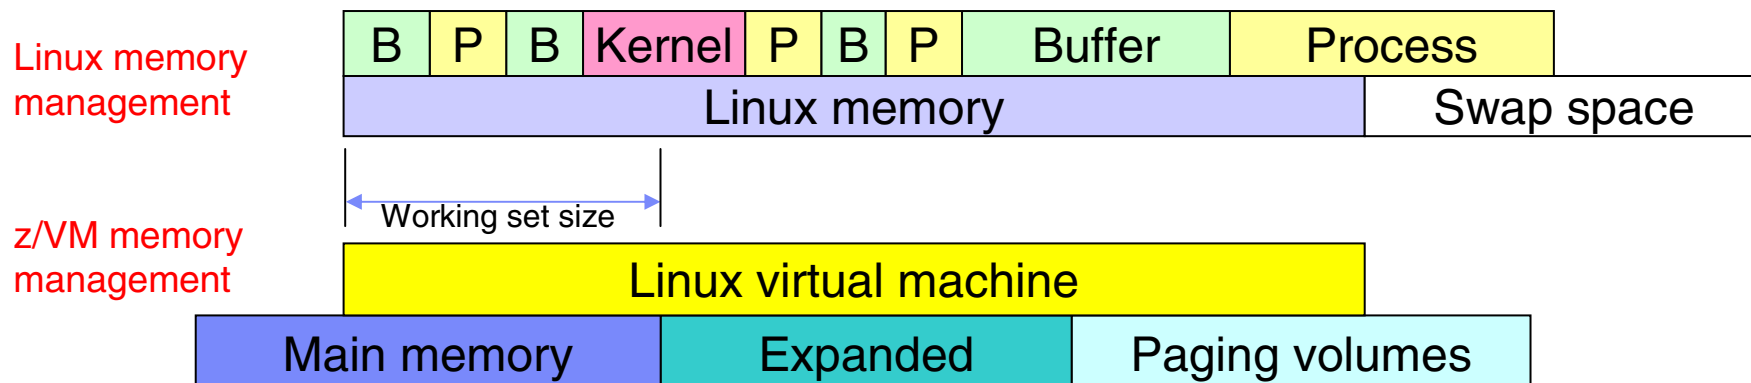 B P B Kernel P B P Buffer Process
Linux memory
management
Linux memory Swap space
Working set size
z/VM memory
management
Linux virtual machine
Main memory Expanded Paging volumes